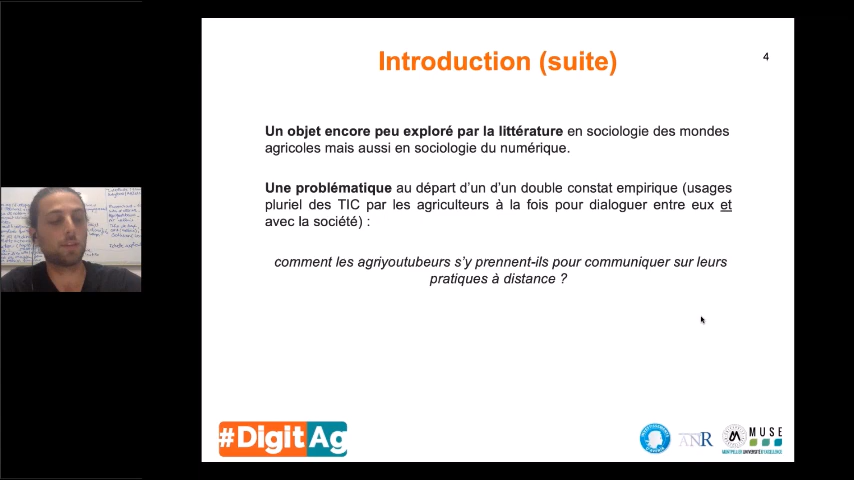 Introduction (suite)
4
Un objet encore peu exploré par la littérature en sociologie des mondes
agricoles mais aussi en sociologie du numérique.
Une problématique au départ d'un d'un double constat empirique (usages
pluriel des TIC par les agriculteurs à la fois pour dialoguer entre eux et
avec la société) :
comment les agriyoutubeurs s'y prennent-ils pour communiquer sur leurs
pratiques à distance ?
#DigitAg
ANR
MUSE
MONTPELLIER UNIVERSITÉ D'EXCELLENCE